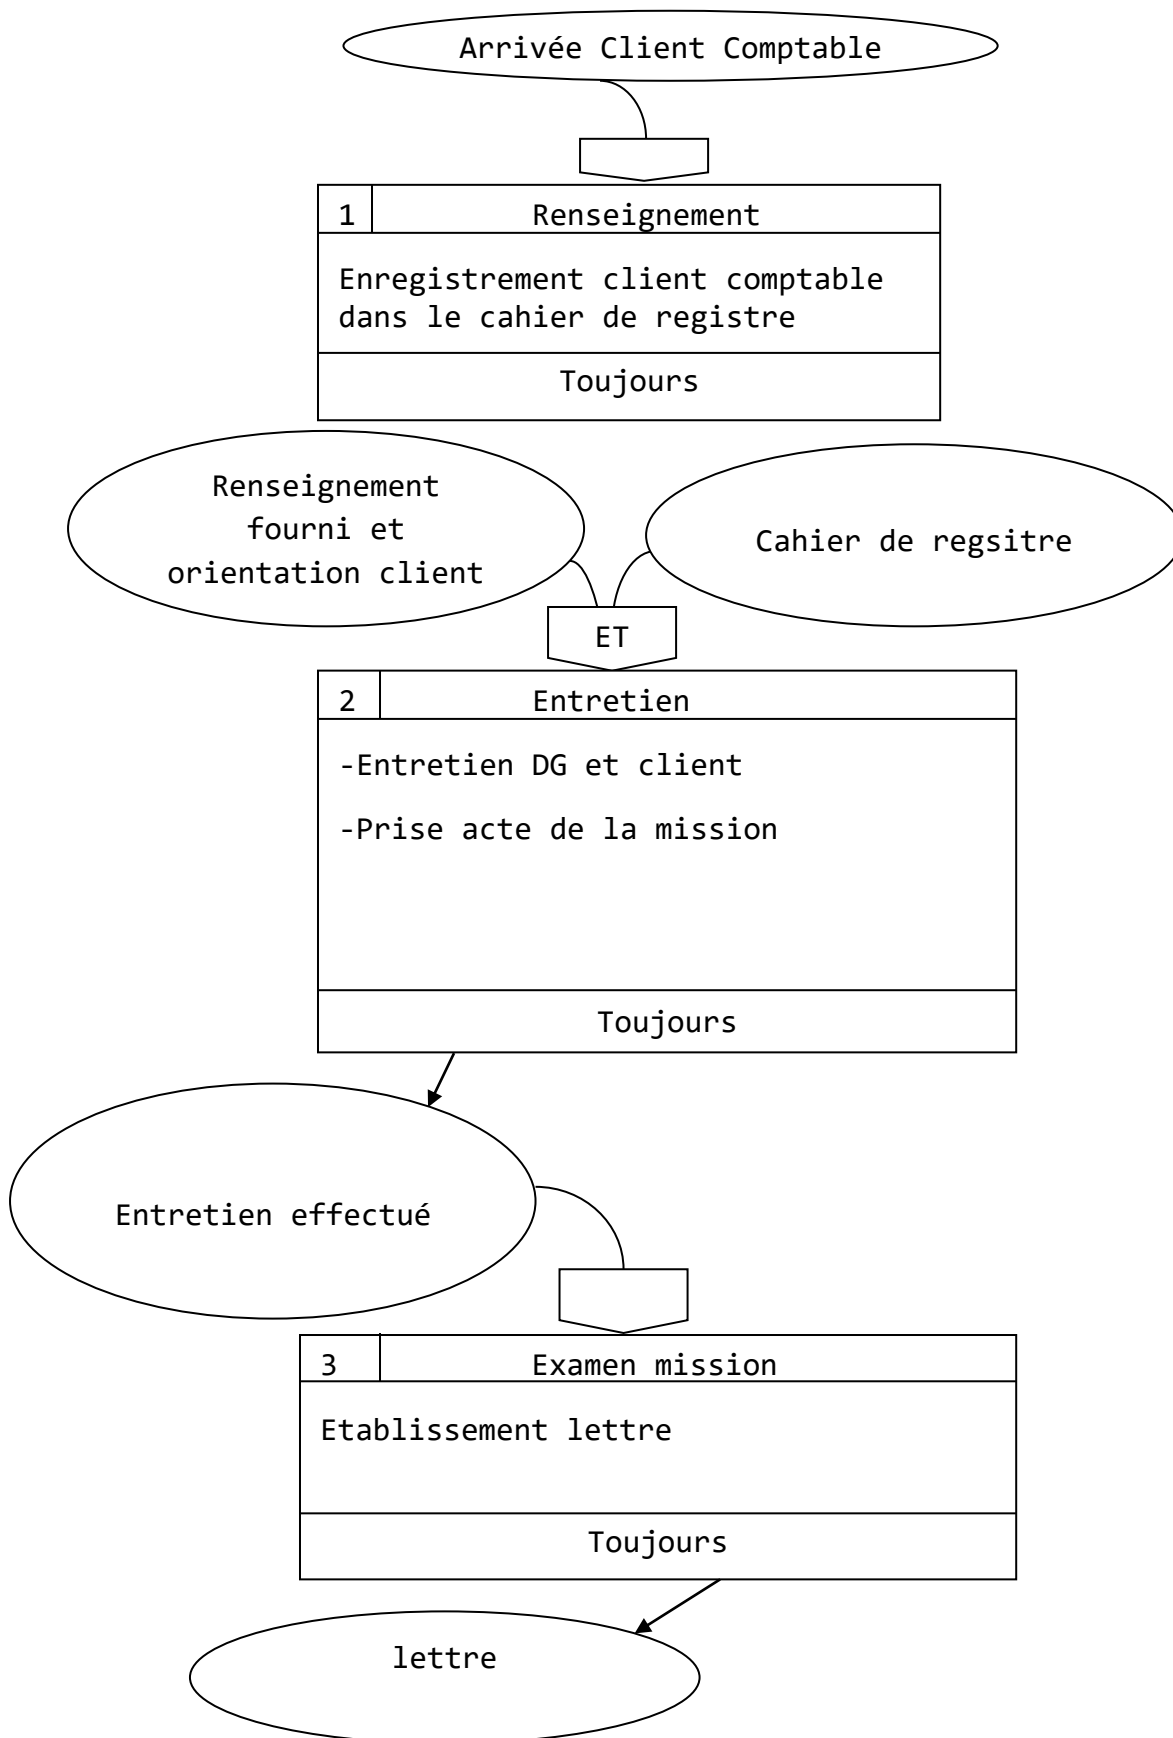 Arrivée Client Comptable
1
Renseignement
Enregistrement client comptable
dans le cahier de registre
Toujours
Renseignement
fourni et
orientation client
Cahier de regsitre
ET
2
Entretien
-Entretien DG et client
-Prise acte de la mission
Toujours
Entretien effectué
3
Examen mission
Etablissement lettre
Toujours
lettre